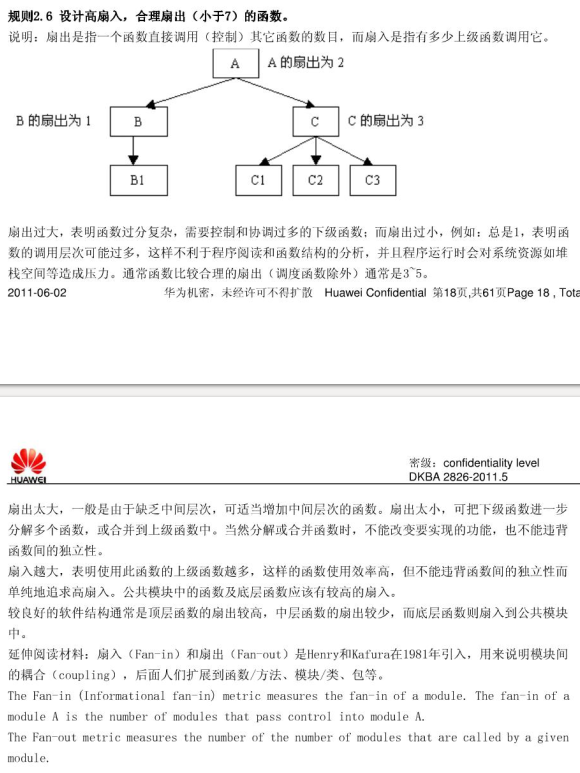 规则2.6 设计高扇入，合理扇出（小于7）的函数。
说明：扇出是指一个函数直接调用（控制）其它函数的数目，而扇入是指有多少上级函数调用它。
A A 的扇出为 2
B 的扇出为 1 B C C 的扇出为 3
B1 C1 C2 C3
扇出过大，表明函数过分复杂，需要控制和协调过多的下级函数；而扇出过小，例如：总是1，表明函
数的调用层次可能过多，这样不利于程序阅读和函数结构的分析，并且程序运行时会对系统资源如堆
栈空间等造成压力。通常函数比较合理的扇出（调度函数除外）通常是3~5。
2011-06-02 华为机密，未经许可不得扩散 Huawei Confidential 第18页,共61页Page 18 , Tota
HUAWEI
密级：confidentiality level
DKBA 2826-2011.5
扇出太大，一般是由于缺乏中间层次，可适当增加中间层次的函数。扇出太小，可把下级函数进一步
分解多个函数，或合并到上级函数中。当然分解或合并函数时，不能改变要实现的功能，也不能违背
函数间的独立性。
扇入越大，表明使用此函数的上级函数越多，这样的函数使用效率高，但不能违背函数间的独立性而
单纯地追求高扇入。公共模块中的函数及底层函数应该有较高的扇入。
较良好的软件结构通常是顶层函数的扇出较高，中层函数的扇出较少，而底层函数则扇入到公共模块
中。
延伸阅读材料：扇入（Fan-in）和扇出（Fan-out）是Henry和Kafura在1981年引入，用来说明模块间
的耦合（coupling），后面人们扩展到函数/方法、模块/类、包等。
The Fan-in (Informational fan-in) metric measures the fan-in of a module. The fan-in of a
module A is the number of modules that pass control into module A.
The Fan-out metric measures the number of the number of modules that are called by a given
module.